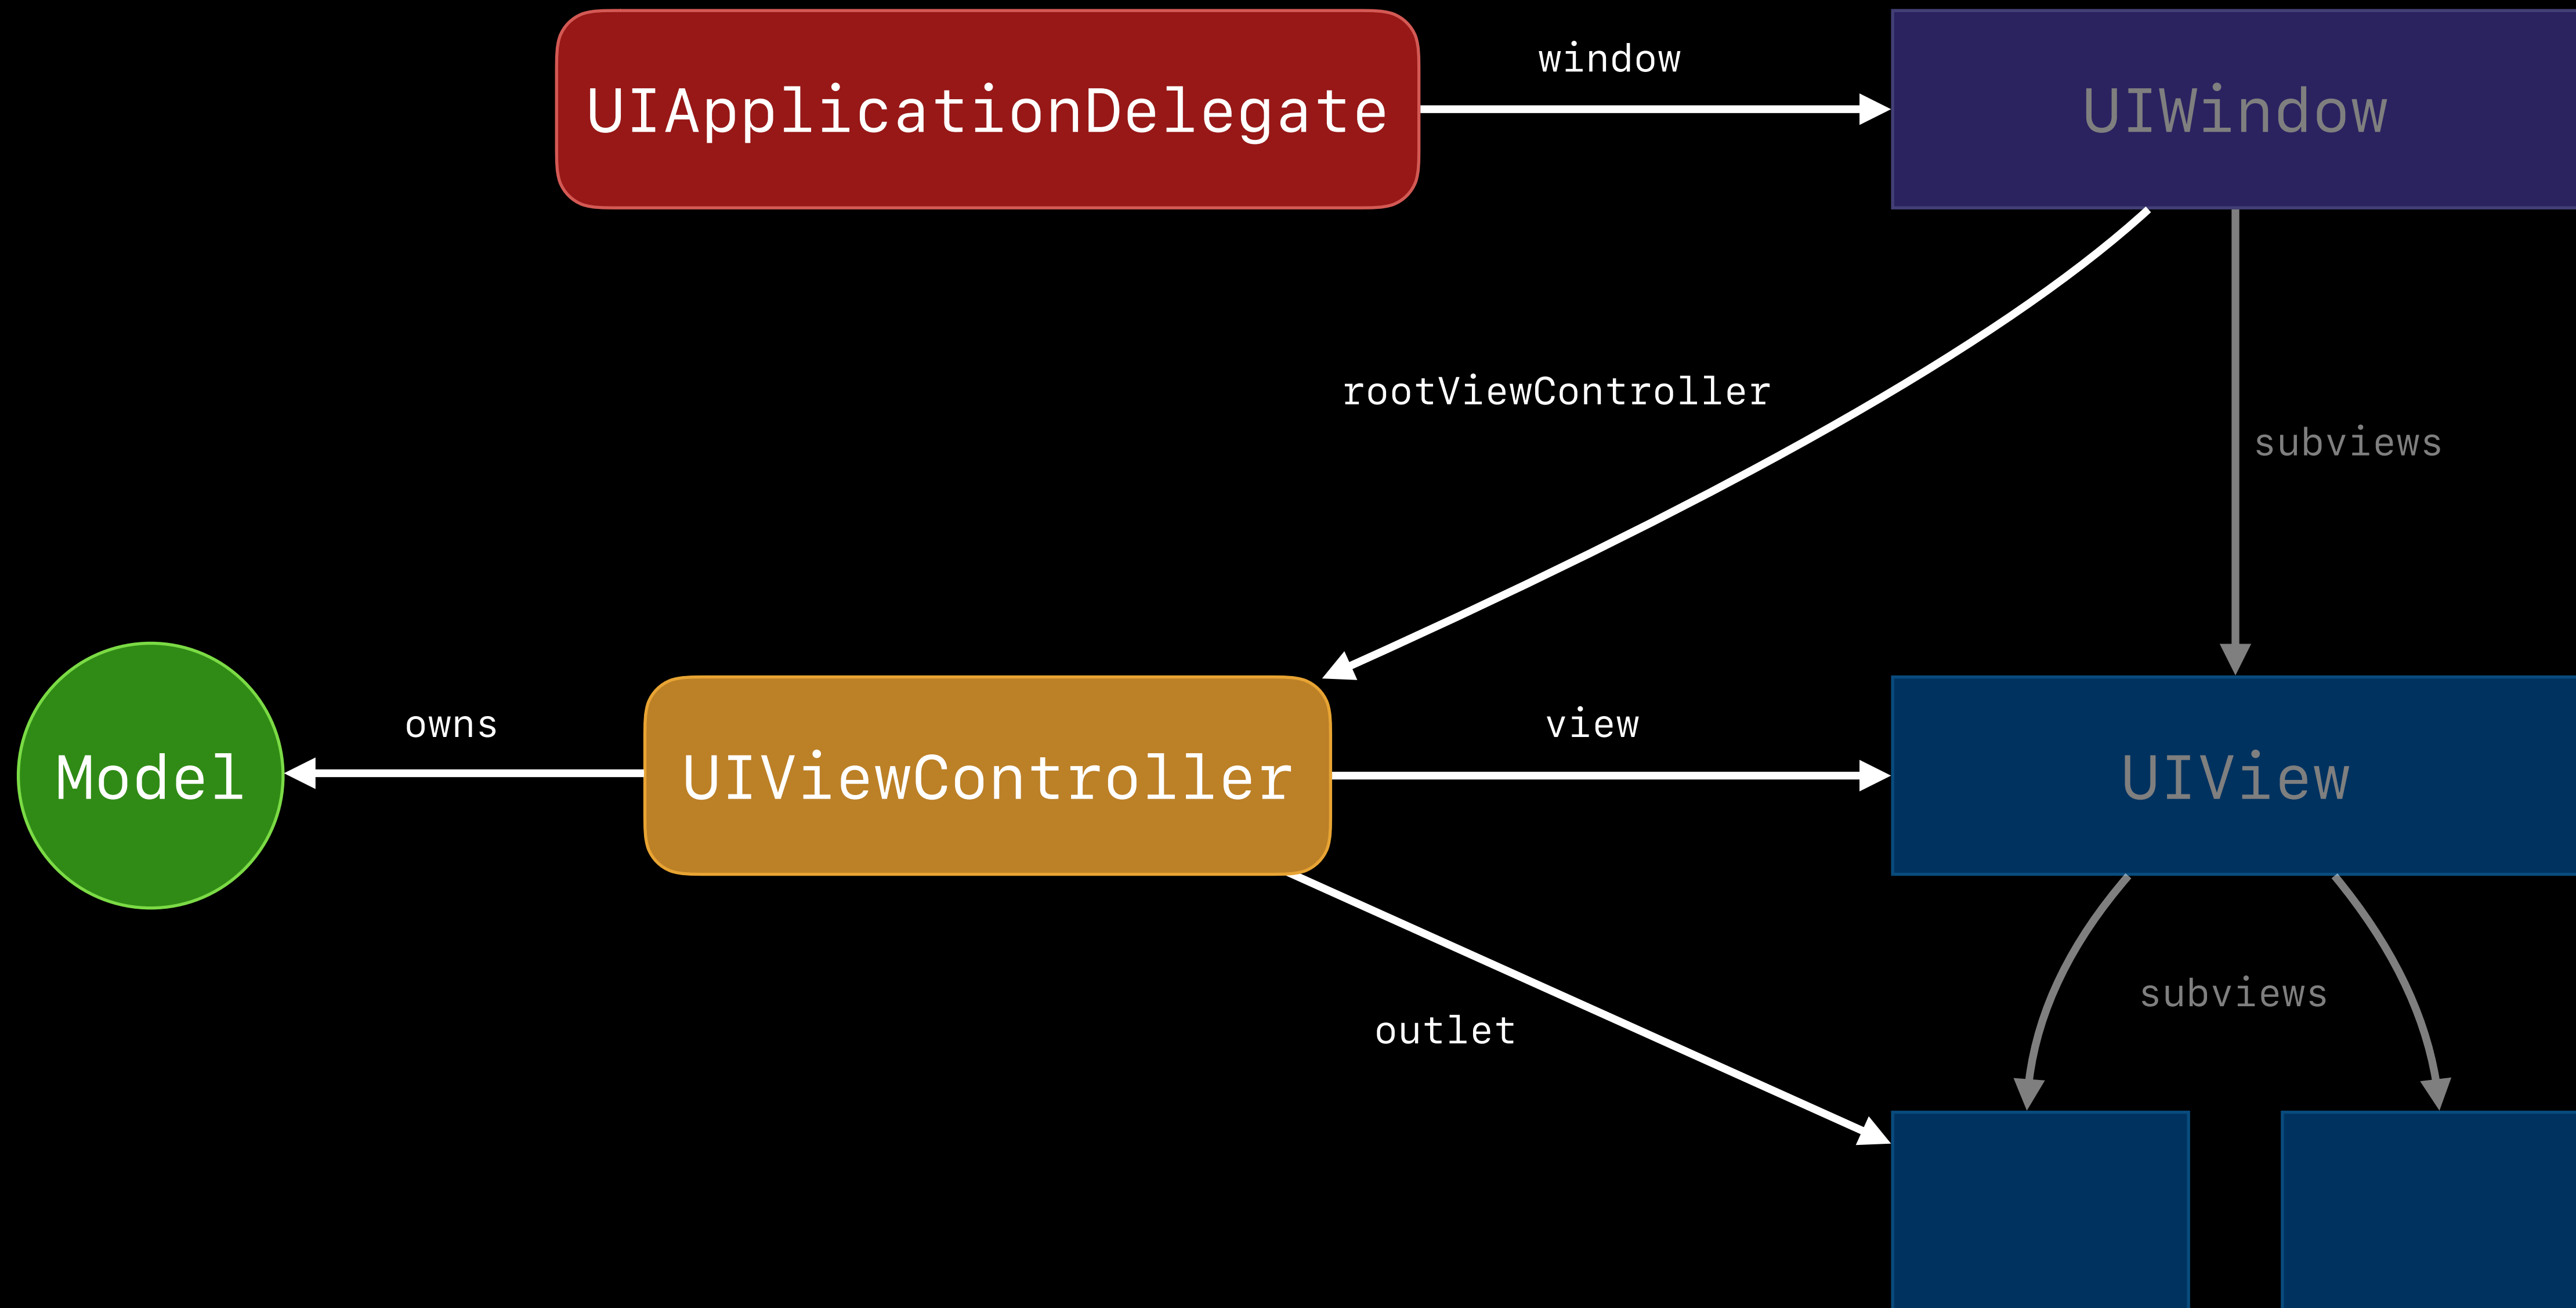 window
UIApplicationDelegate
UIWindow
rootViewController
subviews
owns
view
Model
UIViewController
UIView
subviews
outlet